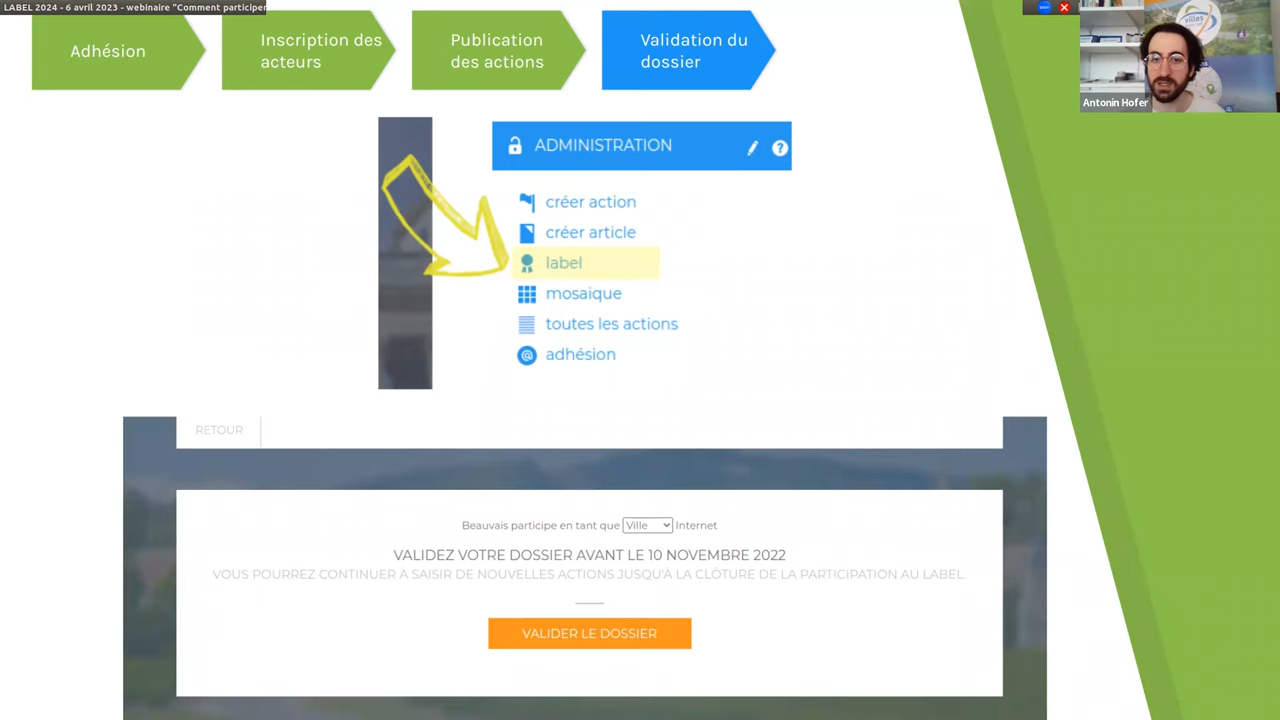 LABEL 2024 - 6 avril 2023 - webinaire "Comment participer
Adhésion
Inscription des
acteurs
Publication
des actions
Validation du
dossier
villes
Antonin Hofer
ADMINISTRATION
créer action
créer article
label
mosaique
toutes les actions
adhésion
RETOUR
Beauvais participe en tant que Ville Internet
VALIDEZ VOTRE DOSSIER AVANT LE 10 NOVEMBRE 2022
VOUS POURREZ CONTINUER À SAISIR DE NOUVELLES ACTIONS JUSQU'À LA CLÔTURE DE LA PARTICIPATION AU LABEL.
VALIDER LE DOSSIER